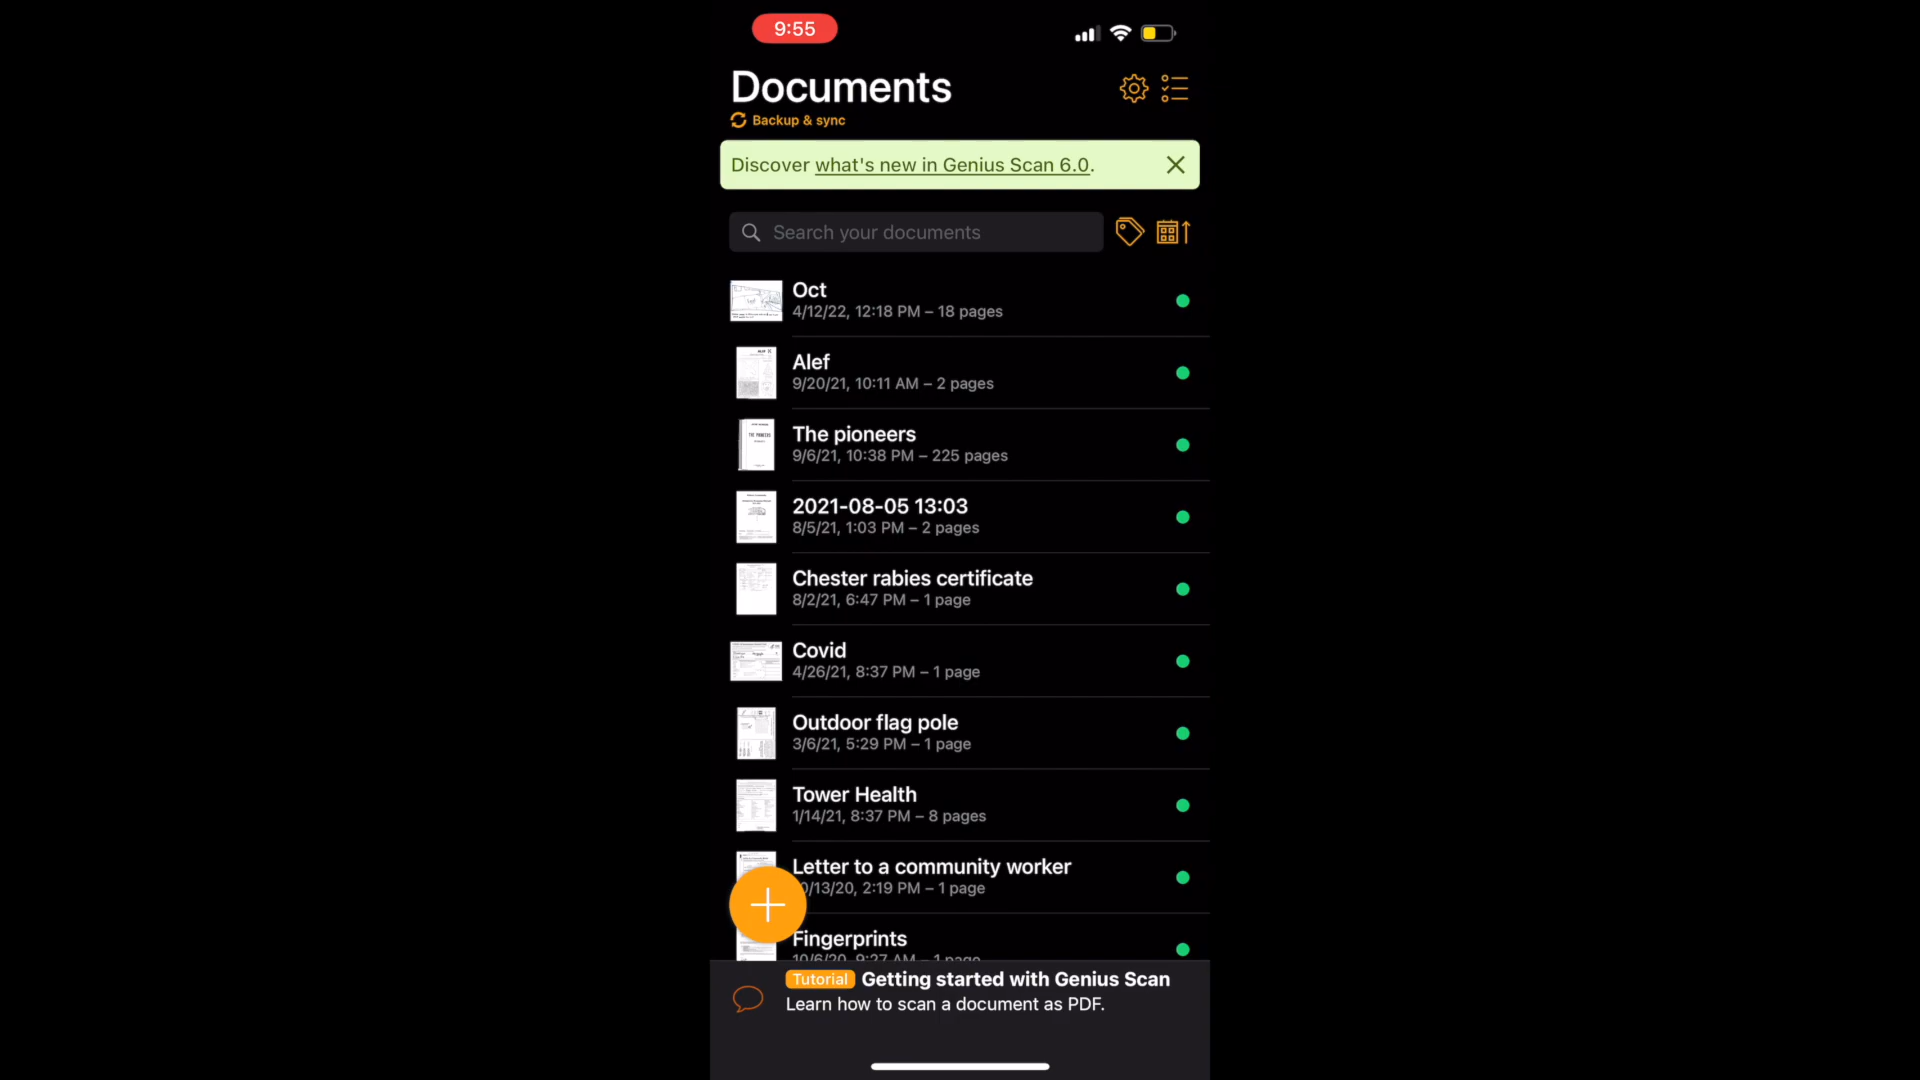 9:55
Documents
Backup & sync
Discover what's new in Genius Scan 6.0.
Search your documents
Oct
4/12/22, 12:18 PM – 18 pages
Alef
9/20/21, 10:11 AM – 2 pages
The pioneers
9/6/21, 10:38 PM – 225 pages
2021-08-05 13:03
8/5/21, 1:03 PM – 2 pages
Chester rabies certificate
8/2/21, 6:47 PM – 1 page
Covid
4/26/21, 8:37 PM – 1 page
Outdoor flag pole
3/6/21, 5:29 PM – 1 page
Tower Health
1/14/21, 8:37 PM – 8 pages
Letter to a community worker
0/13/20, 2:19 PM – 1 page
Fingerprints
10/6/20, 9:27 AM – 1 page
Tutorial Getting started with Genius Scan
Learn how to scan a document as PDF.